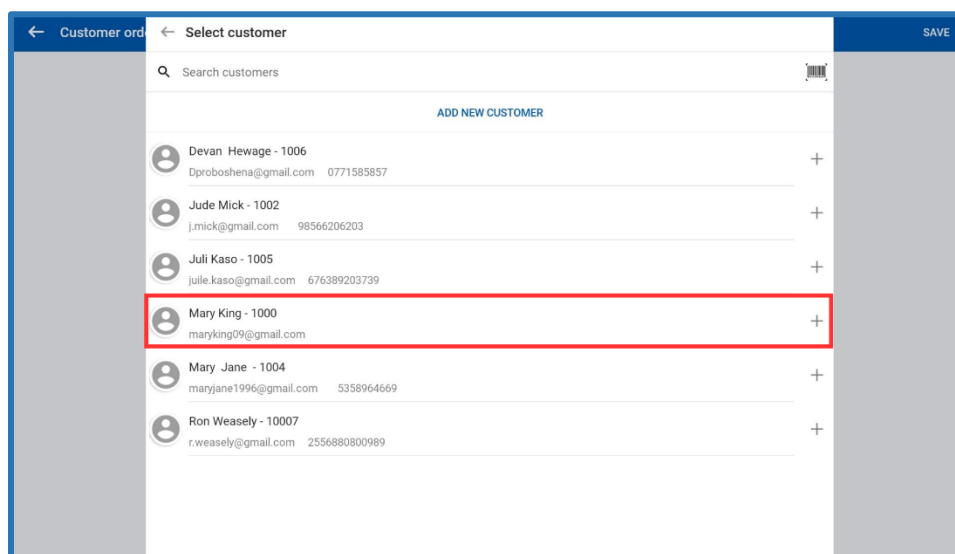 Customer ord
Select customer
SAVE
Search customers
ADD NEW CUSTOMER
Devan Hewage - 1006
Dproboshena@gmail.com 0771585857
Jude Mick - 1002
j.mick@gmail.com 98566206203
Juli Kaso - 1005
juile.kaso@gmail.com 676389203739
Mary King - 1000
maryking09@gmail.com
Mary Jane - 1004
maryjane1996@gmail.com 5358964669
Ron Weasely - 10007
r.weasely@gmail.com 2556880800989